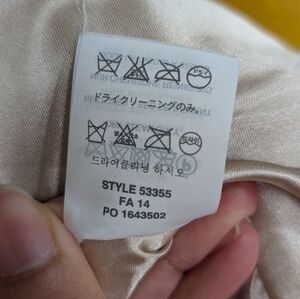 ドライクリーニングのみ。
드라이클리닝 하시오.
STYLE 53355
FA 14
PO 1643502